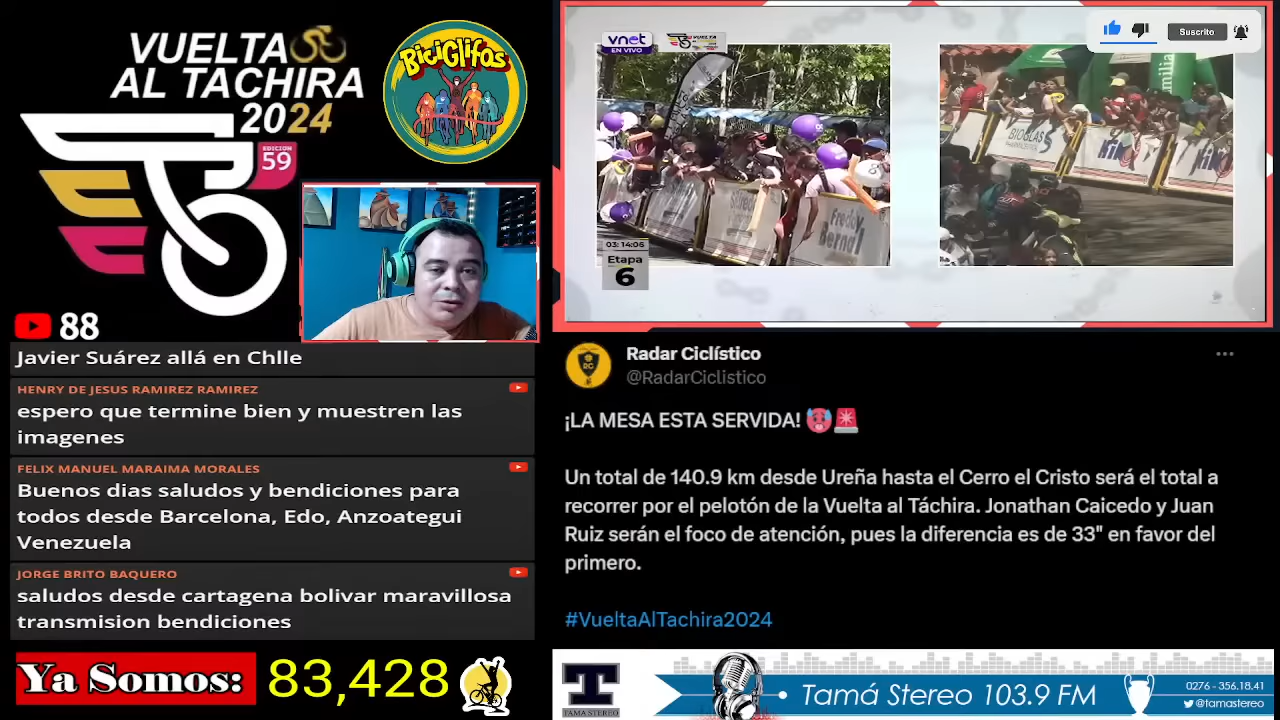 VUELTA
AL TACHIRA
2024
EDICION
59
BiciGlifos
88
Javier Suárez allá en Chlle
HENRY DE JESUS RAMIREZ RAMIREZ
espero que termine bien y muestren las
imagenes
FELIX MANUEL MARAIMA MORALES
Buenos dias saludos y bendiciones para
todos desde Barcelona, Edo, Anzoategui
Venezuela
JORGE BRITO BAQUERO
saludos desde cartagena bolivar maravillosa
transmision bendiciones
Ya Somos: 83,428
vnet
EN VIVO
VUELTA
Suscrito
familia
BIOGLAS
Kino
Freddy
Bernal
03:14:06
Etapa
6
Radar Ciclístico
@RadarCiclistico
¡LA MESA ESTA SERVIDA! 🥵🚨
Un total de 140.9 km desde Ureña hasta el Cerro el Cristo será el total a
recorrer por el pelotón de la Vuelta al Táchira. Jonathan Caicedo y Juan
Ruiz serán el foco de atención, pues la diferencia es de 33" en favor del
primero.
#VueltaAlTachira2024
T
TAMA STEREO
Tamá Stereo 103.9 FM
0276 - 356.18.41
@tamastereo